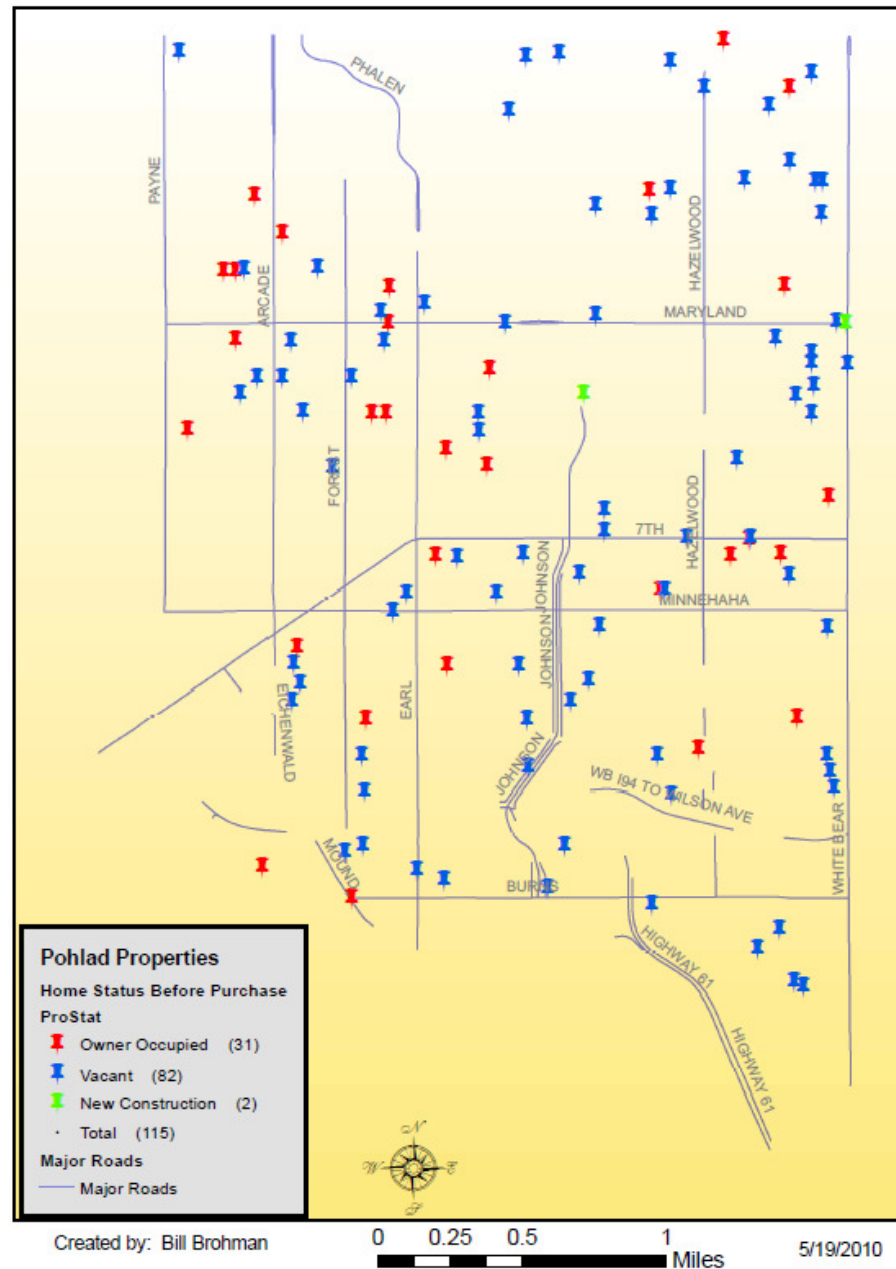 PHALEN
PAYNE
ARCADE
HAZELWOOD
MARYLAND
FOREST
HAZELWOOD
7TH
JOHNSON
MINNEHAHA
JOHNSON
EARL
EICHENWALD
JOHNSON
WB I94 TO WILSON AVE
WHITE BEAR
MOUND
BURNS
HIGHWAY 61
HIGHWAY 61
Pohlad Properties
Home Status Before Purchase
ProStat
Owner Occupied (31)
Vacant (82)
New Construction (2)
Total (115)
Major Roads
Major Roads
N
W E
S
Created by: Bill Brohman
0 0.25 0.5 1
Miles
5/19/2010